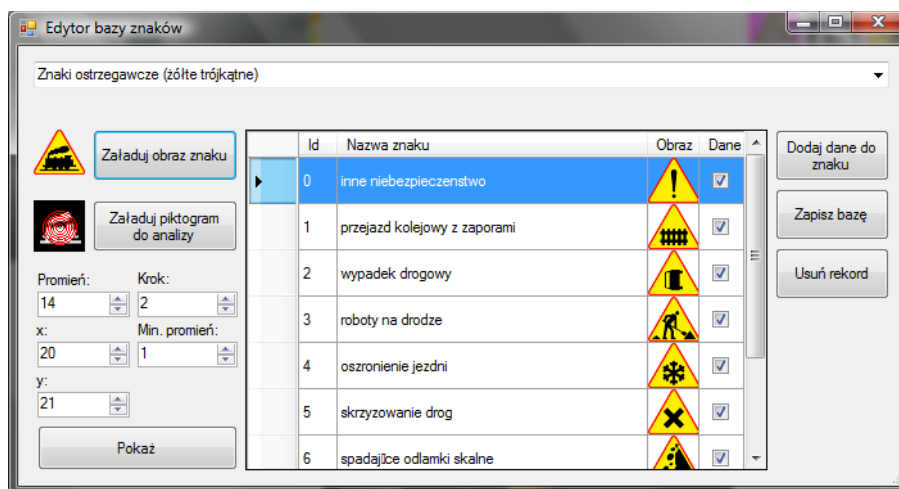 Edytor bazy znaków
Znaki ostrzegawcze (żółte trójkątne)
Załaduj obraz znaku
Załaduj piktogram
do analizy
Promień:
Krok:
14
2
x:
Min. promień:
20
1
y:
21
Pokaż
Id Nazwa znaku Obraz Dane
0 inne niebezpieczenstwo
1 przejazd kolejowy z zaporami
2 wypadek drogowy
3 roboty na drodze
4 oszronienie jezdni
5 skrzyzowanie drog
6 spadajľce odlamki skalne
Dodaj dane do
znaku
Zapisz bazę
Usuń rekord